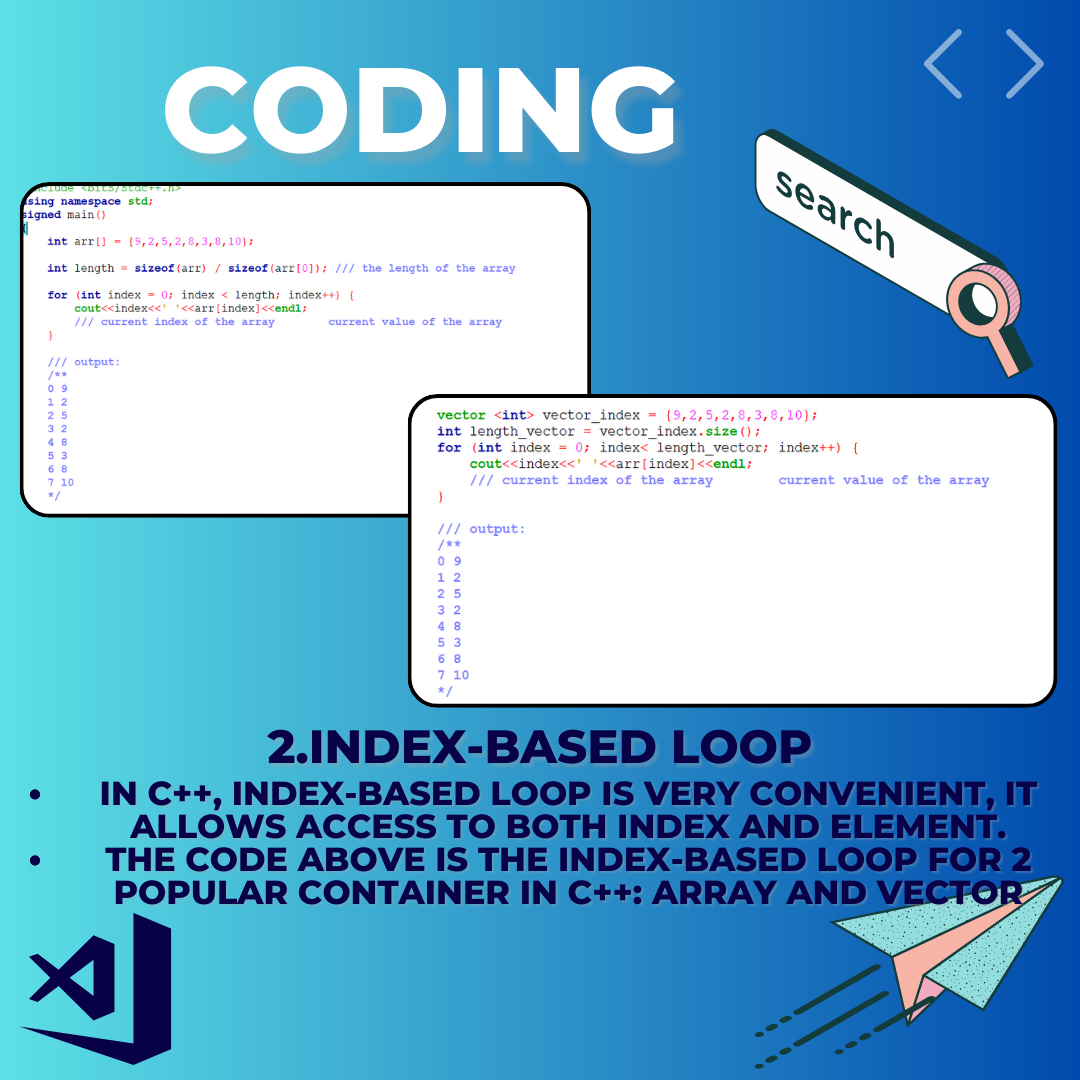 CODING
search
include <bits/stdc++.h>
sing namespace std;
signed main()
{
int arr[] = {9,2,5,2,8,3,8,10};
int length = sizeof(arr) / sizeof(arr[0]); /// the length of the array
for (int index = 0; index < length; index++) {
cout<<index<<' '<<arr[index]<<endl;
/// current index of the array current value of the array
}
/// output:
/**
0 9
1 2
2 5
3 2
4 8
5 3
6 8
7 10
*/
vector <int> vector_index = {9,2,5,2,8,3,8,10};
int length_vector = vector_index.size();
for (int index = 0; index< length_vector; index++) {
cout<<index<<' '<<arr[index]<<endl;
/// current index of the array current value of the array
}
/// output:
/**
0 9
1 2
2 5
3 2
4 8
5 3
6 8
7 10
*/
2.INDEX-BASED LOOP
• IN C++, INDEX-BASED LOOP IS VERY CONVENIENT, IT
ALLOWS ACCESS TO BOTH INDEX AND ELEMENT.
• THE CODE ABOVE IS THE INDEX-BASED LOOP FOR 2
POPULAR CONTAINER IN C++: ARRAY AND VECTOR